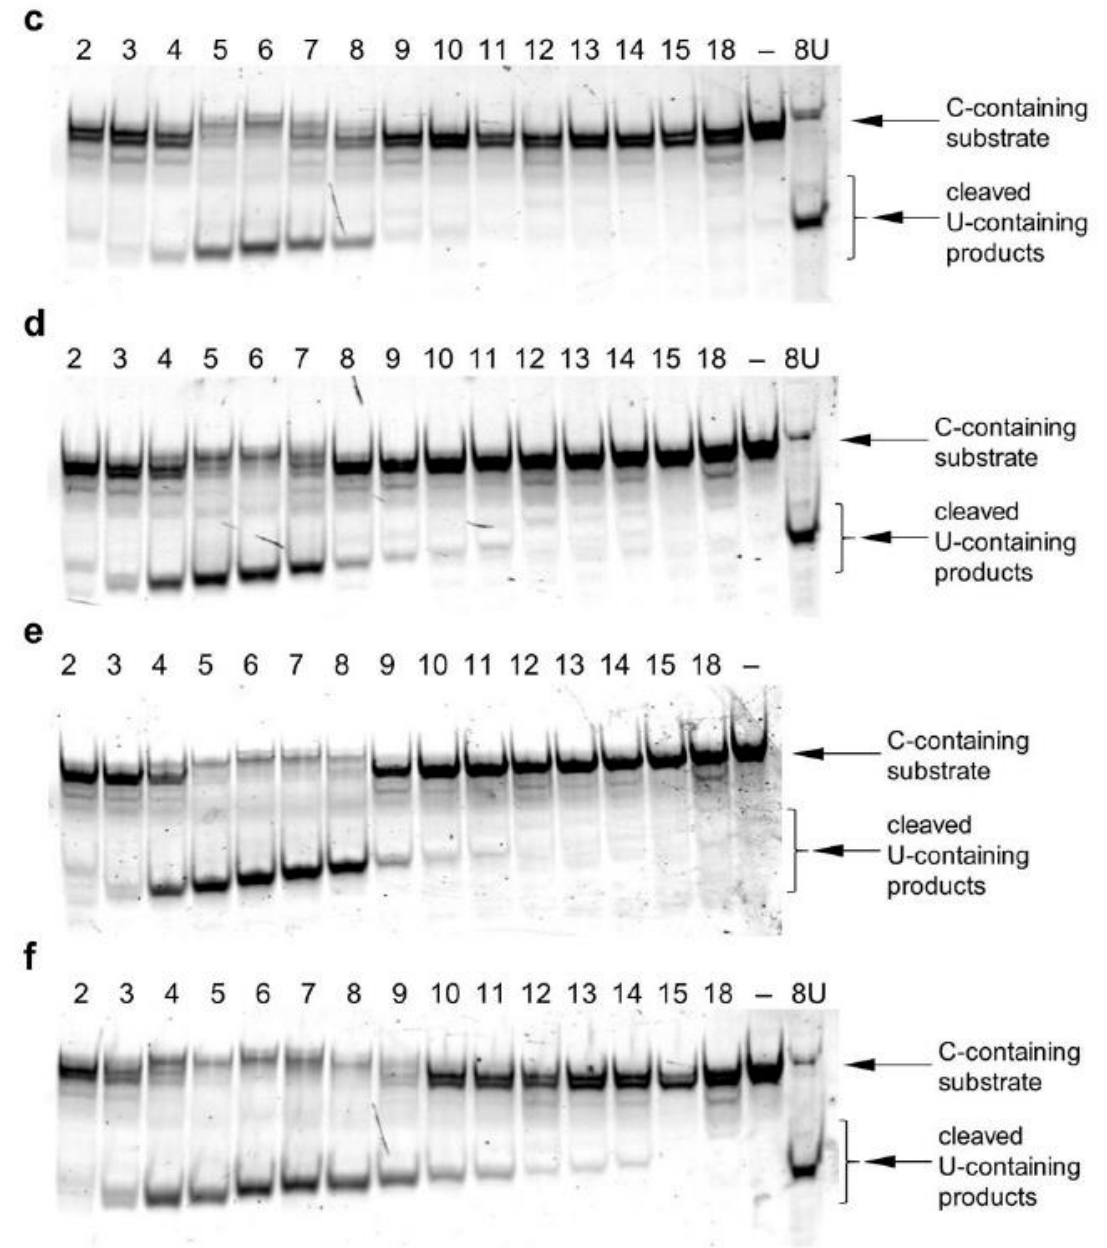 c
2 3 4 5 6 7 8 9 10 11 12 13 14 15 18 – 8U
C-containing
substrate
cleaved
U-containing
products
d
2 3 4 5 6 7 8 9 10 11 12 13 14 15 18 – 8U
C-containing
substrate
cleaved
U-containing
products
e
2 3 4 5 6 7 8 9 10 11 12 13 14 15 18 –
C-containing
substrate
cleaved
U-containing
products
f
2 3 4 5 6 7 8 9 10 11 12 13 14 15 18 – 8U
C-containing
substrate
cleaved
U-containing
products